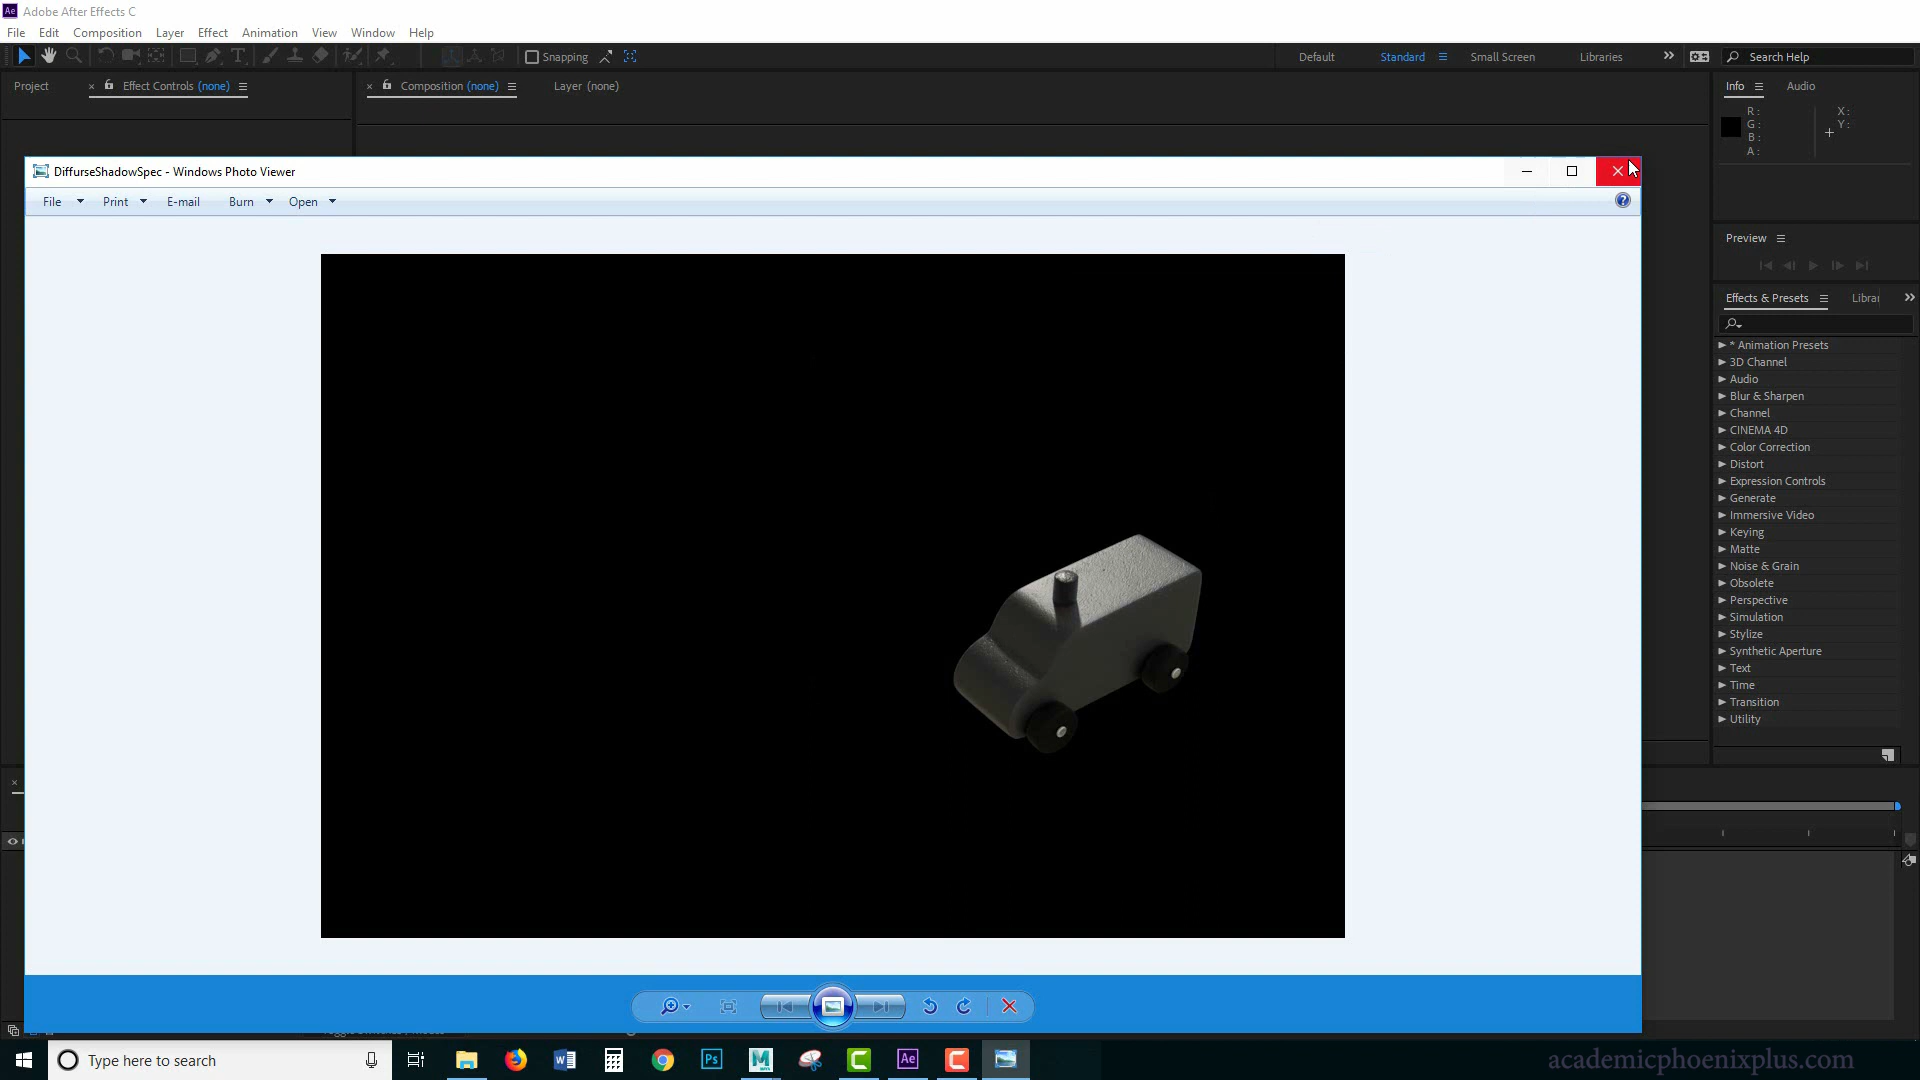 Ae Adobe After Effects C
File Edit Composition Layer Effect Animation View Window Help
Snapping Default Standard Small Screen Libraries Search Help
Project Effect Controls (none) Composition (none) Layer (none) Info Audio
R :
G :
B :
A :
X :
Y :
DiffurseShadowSpec - Windows Photo Viewer
File Print E-mail Burn Open
Preview
Effects & Presets Librar
* Animation Presets
3D Channel
Audio
Blur & Sharpen
Channel
CINEMA 4D
Color Correction
Distort
Expression Controls
Generate
Immersive Video
Keying
Matte
Noise & Grain
Obsolete
Perspective
Simulation
Stylize
Synthetic Aperture
Text
Time
Transition
Utility
Type here to search
Ps
Ae
academicphoenixplus.com